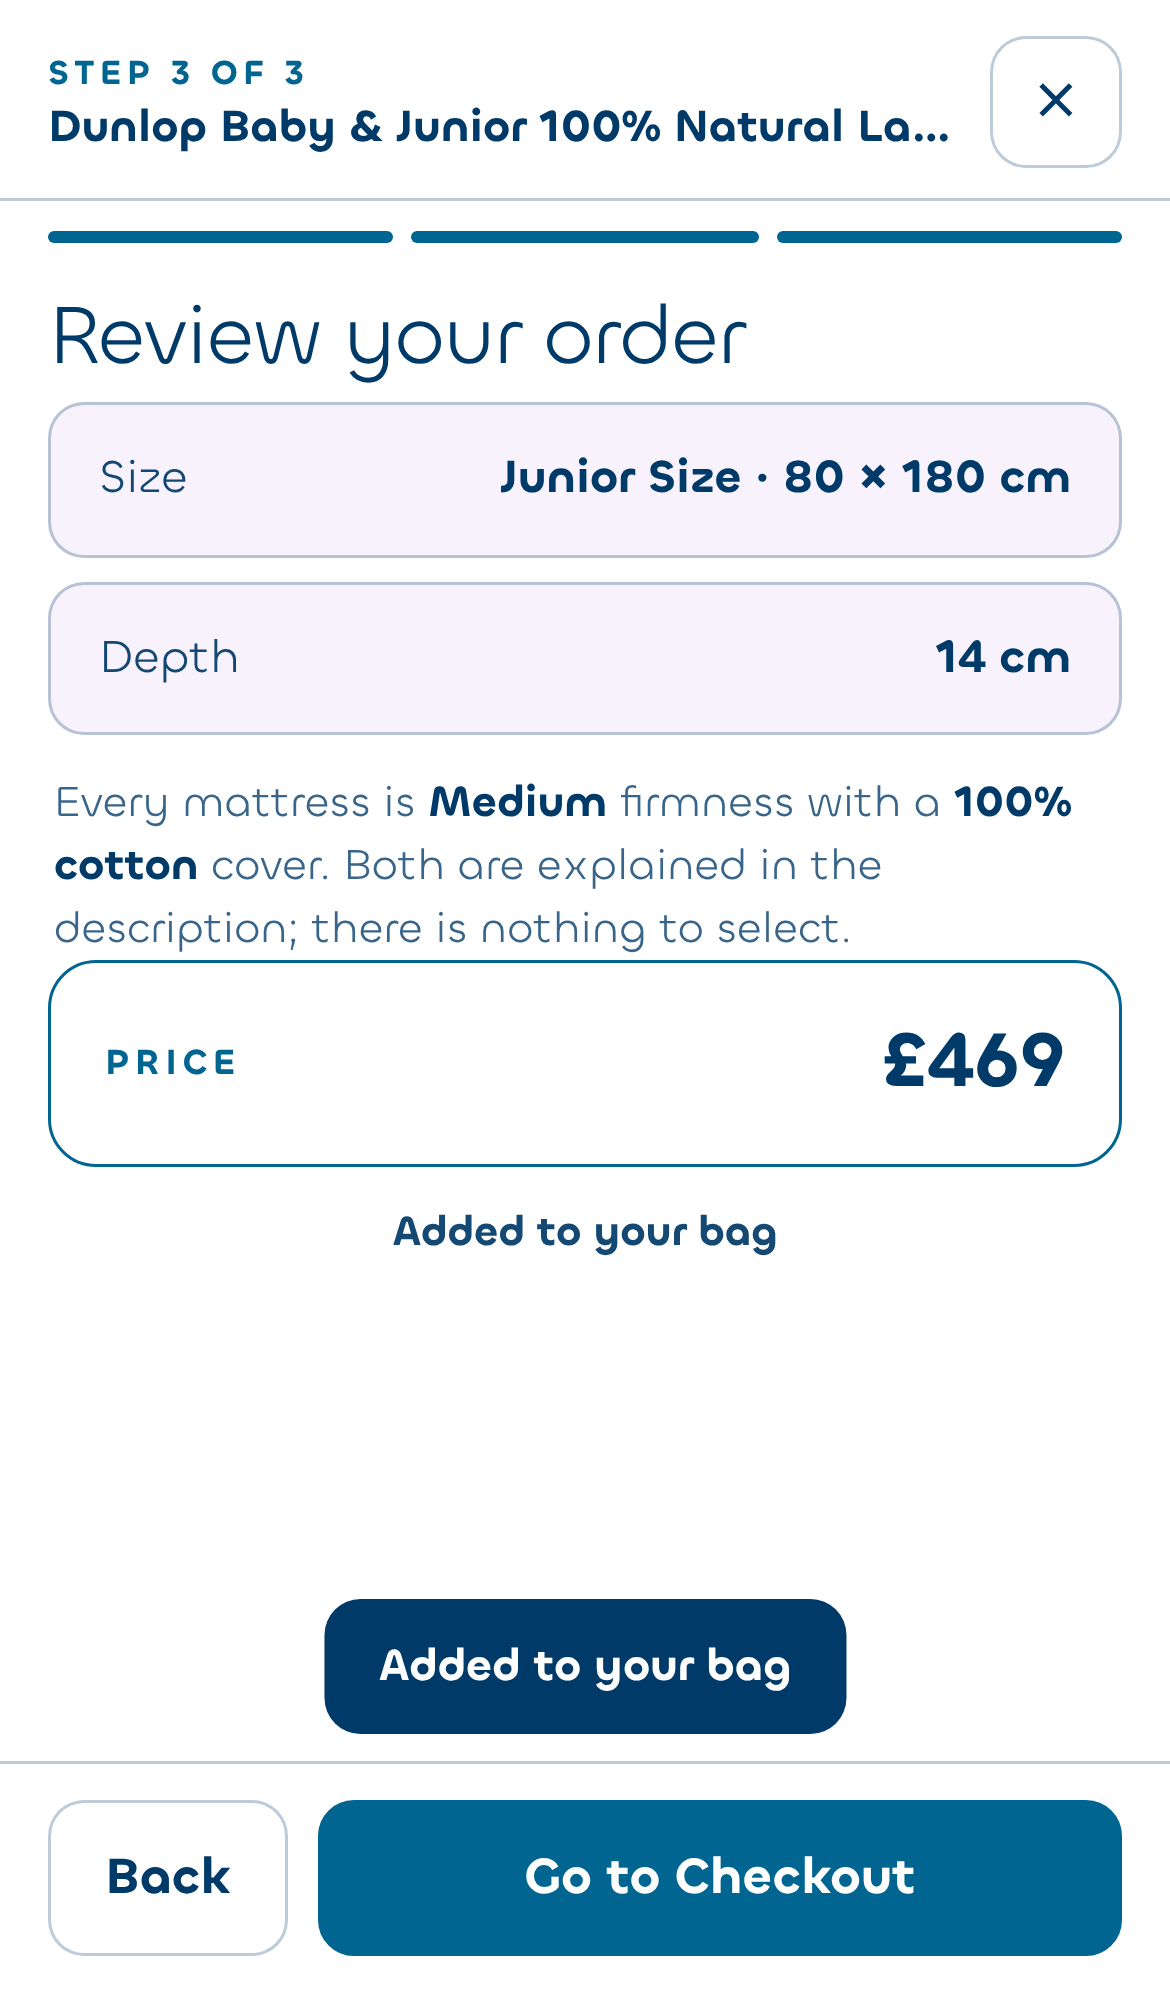 STEP 3 OF 3
Dunlop Baby & Junior 100% Natural La...
×
Review your order
Size Junior Size · 80 × 180 cm
Depth 14 cm
Every mattress is Medium firmness with a 100%
cotton cover. Both are explained in the
description; there is nothing to select.
PRICE £469
Added to your bag
Added to your bag
Back Go to Checkout